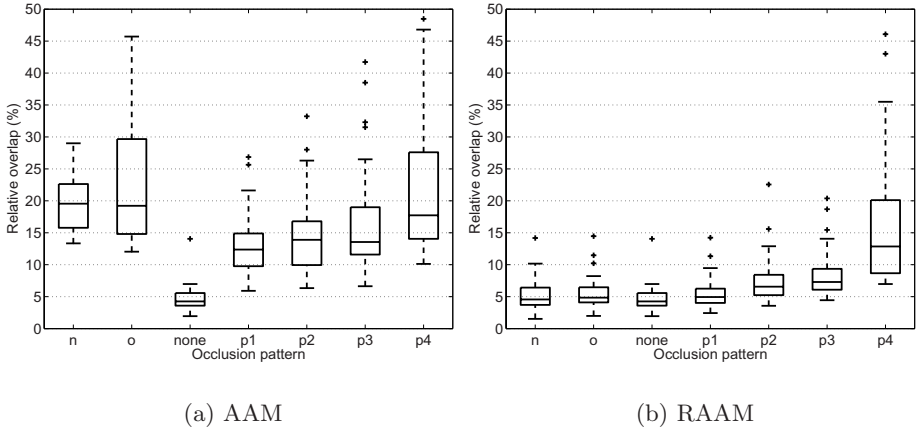 50
45
40
35
30
25
20
15
10
5
0
Relative overlap (%)
n o none p1 p2 p3 p4
Occlusion pattern
(a) AAM
50
45
40
35
30
25
20
15
10
5
0
Relative overlap (%)
n o none p1 p2 p3 p4
Occlusion pattern
(b) RAAM